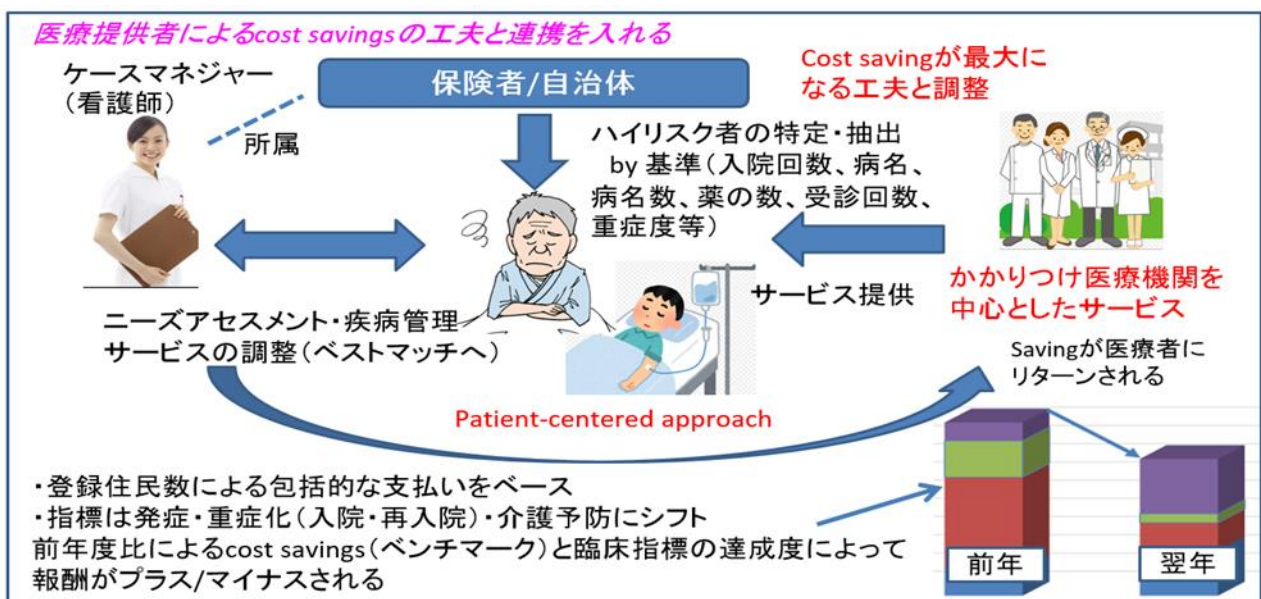 医療提供者によるcost savingsの工夫と連携を入れる
ケースマネジャー
（看護師）
所属
保険者/自治体
Cost savingが最大に
なる工夫と調整
ハイリスク者の特定・抽出
by 基準（入院回数、病名、
病名数、薬の数、受診回数、
重症度等）
サービス提供
かかりつけ医療機関を
中心としたサービス
ニーズアセスメント・疾病管理
サービスの調整（ベストマッチへ）
Savingが医療者に
リターンされる
Patient-centered approach
・登録住民数による包括的な支払いをベース
・指標は発症・重症化（入院・再入院）・介護予防にシフト
前年度比によるcost savings（ベンチマーク）と臨床指標の達成度によって
報酬がプラス/マイナスされる
前年
翌年